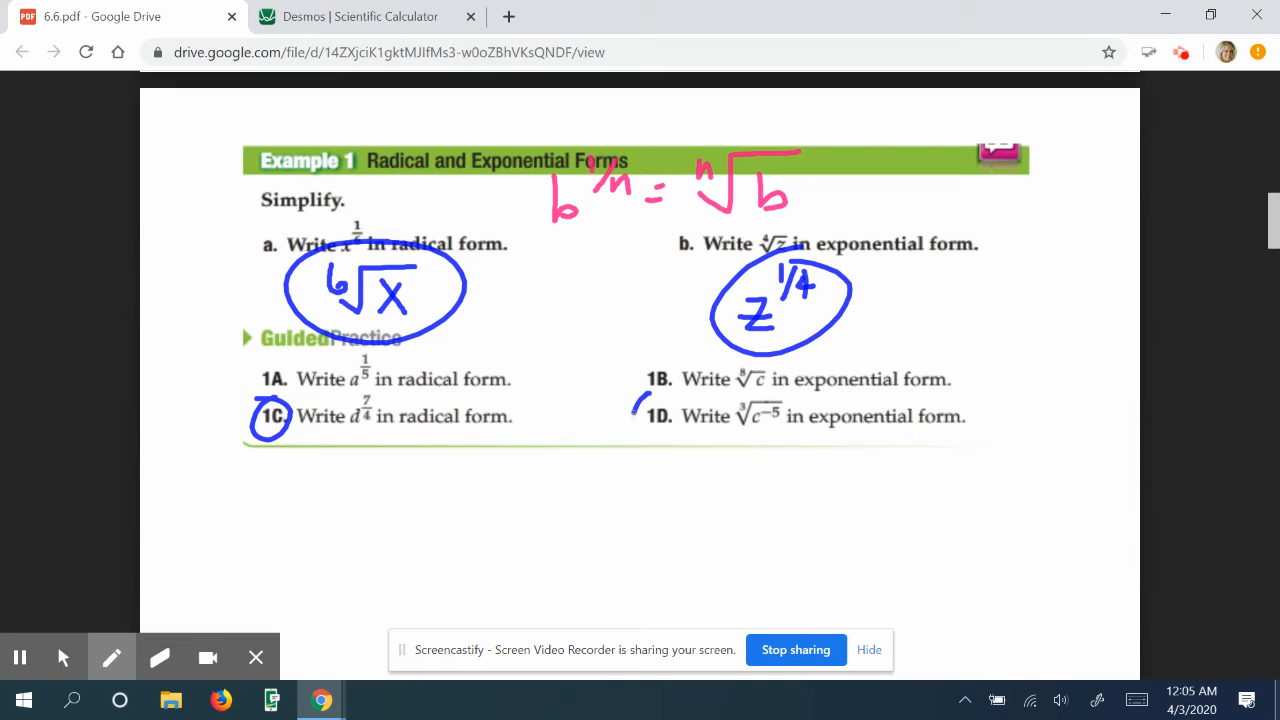 6.6.pdf - Google Drive
Desmos | Scientific Calculator
drive.google.com/file/d/14ZXjciK1gktMJIfMs3-w0oZBhVKsQNDF/view
Example 1 Radical and Exponential Forms
b^1/n = ⁿ√b
Simplify.
a. Write x^1/6 in radical form.
b. Write ⁴√z in exponential form.
⁶√x
z^1/4
GuidedPractice
1A. Write a^1/5 in radical form.
1B. Write ⁸√c in exponential form.
1C. Write d^7/4 in radical form.
1D. Write ³√c⁻⁵ in exponential form.
Screencastify - Screen Video Recorder is sharing your screen.
Stop sharing
Hide
12:05 AM
4/3/2020